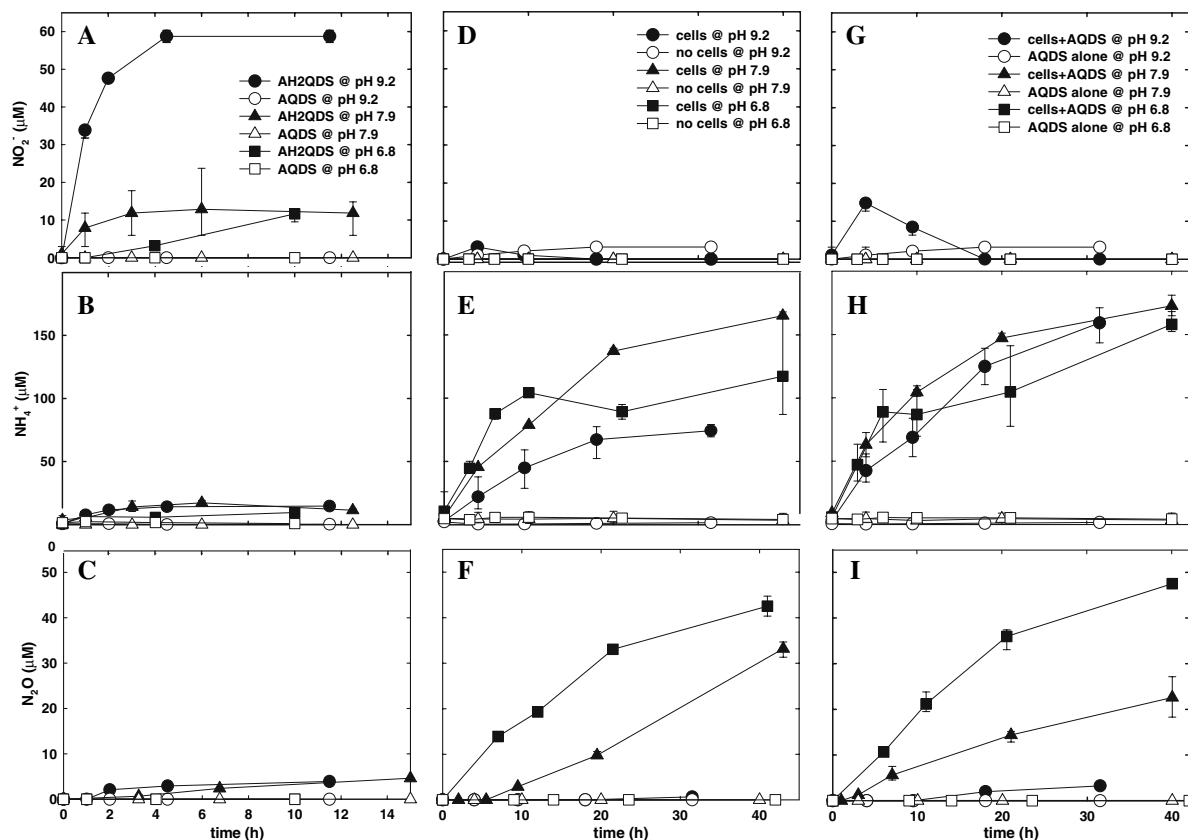 A
AH2QDS @ pH 9.2
AQDS @ pH 9.2
AH2QDS @ pH 7.9
AQDS @ pH 7.9
AH2QDS @ pH 6.8
AQDS @ pH 6.8
NO₂⁻ (µM)
60
50
40
30
20
10
0
D
cells @ pH 9.2
no cells @ pH 9.2
cells @ pH 7.9
no cells @ pH 7.9
cells @ pH 6.8
no cells @ pH 6.8
G
cells+AQDS @ pH 9.2
AQDS alone @ pH 9.2
cells+AQDS @ pH 7.9
AQDS alone @ pH 7.9
cells+AQDS @ pH 6.8
AQDS alone @ pH 6.8
B
NH₄⁺ (µM)
150
100
50
0
E
H
C
N₂O (µM)
50
40
30
20
10
0
F
I
0 2 4 6 8 10 12 14
time (h)
0 10 20 30 40
time (h)
0 10 20 30 40
time (h)